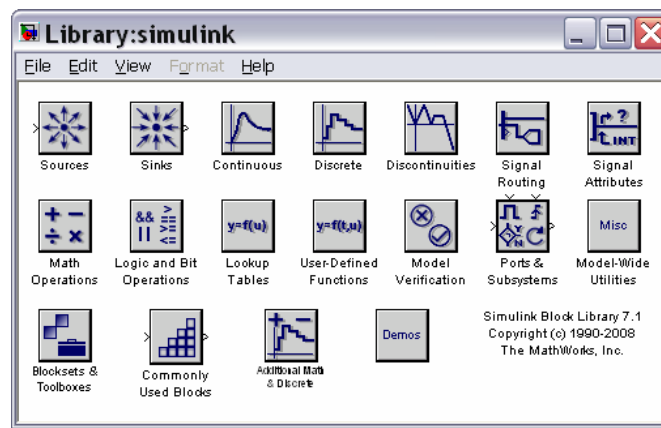 Library:simulink
File Edit View Format Help
Sources Sinks Continuous Discrete Discontinuities Signal Routing Signal Attributes
? INT
+ − ÷ × && || > >= == <= y=f(u) y=f(t,u) Y N Misc
Math Operations Logic and Bit Operations Lookup Tables User-Defined Functions Model Verification Ports & Subsystems Model-Wide Utilities
+ − Demos
Blocksets & Toolboxes Commonly Used Blocks Additional Math & Discrete
Simulink Block Library 7.1
Copyright (c) 1990-2008
The MathWorks, Inc.